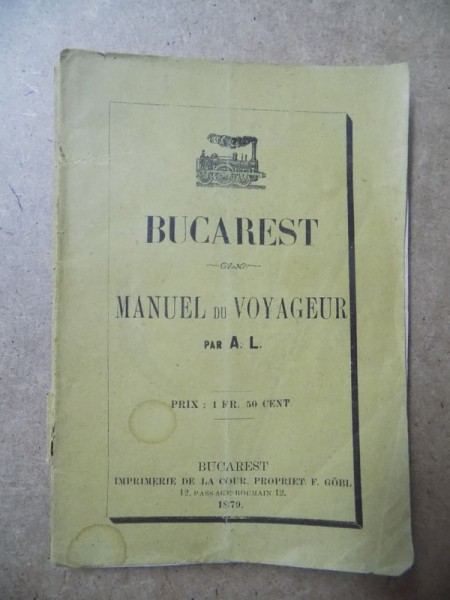 BUCAREST
MANUEL DU VOYAGEUR
PAR A. L.
PRIX : 1 FR. 50 CENT
BUCAREST
IMPRIMERIE DE LA COUR. PROPRIET. F. GÖBL
12, PASSAGE ROUMAIN 12.
1879.